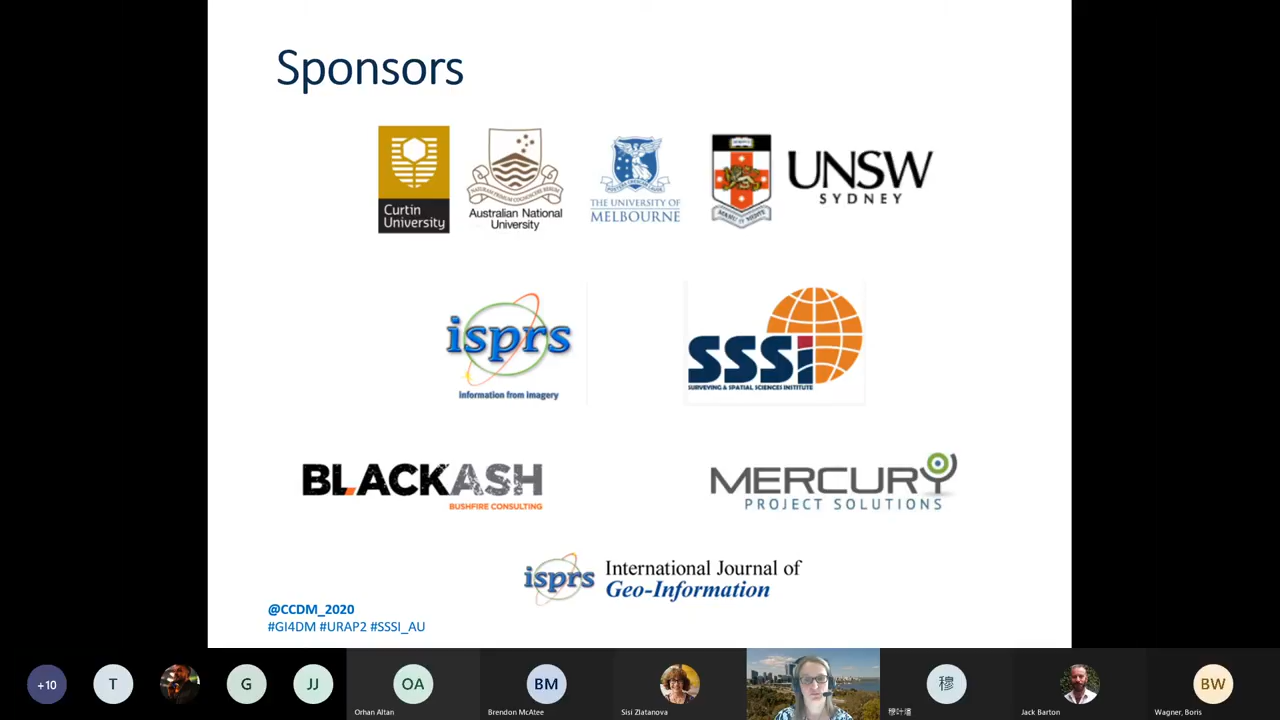 Sponsors
Curtin
University
Australian National
University
THE UNIVERSITY OF
MELBOURNE
UNSW
SYDNEY
isprs
information from imagery
SSSI
SURVEYING & SPATIAL SCIENCES INSTITUTE
BLACKASH
BUSHFIRE CONSULTING
MERCURY
PROJECT SOLUTIONS
isprs
International Journal of
Geo-Information
@CCDM_2020
#GI4DM #URAP2 #SSSI_AU
+10
T
G
JJ
OA
Orhan Altan
BM
Brendon McAtee
Sisi Zlatanova
穆
Jack Barton
BW
Wagner, Boris